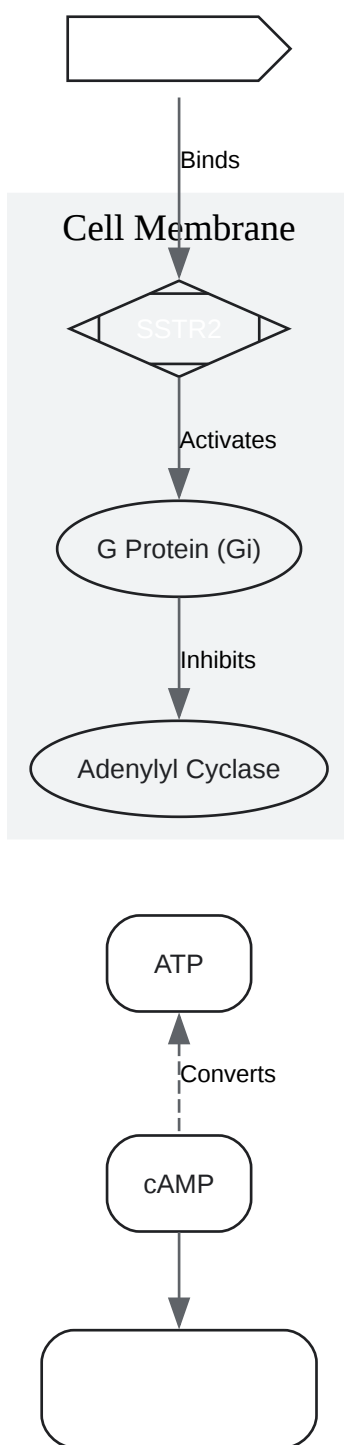 Binds
Cell Membrane
SSTR2
Activates
G Protein (Gi)
Inhibits
Adenylyl Cyclase
ATP
Converts
cAMP